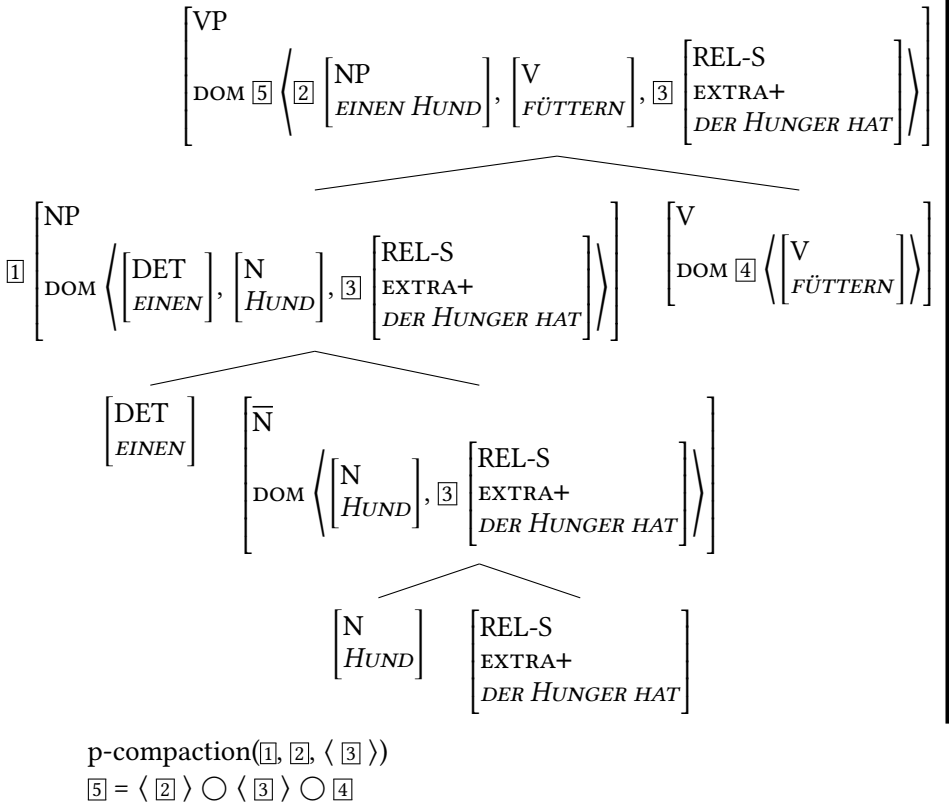 VP
DOM 5 ⟨ 2 [NP EINEN HUND], [V FÜTTERN], 3 [REL-S EXTRA+ DER HUNGER HAT] ⟩
1 NP
DOM ⟨ [DET EINEN], [N HUND], 3 [REL-S EXTRA+ DER HUNGER HAT] ⟩
V
DOM 4 ⟨ [V FÜTTERN] ⟩
DET
EINEN
N̅
DOM ⟨ [N HUND], 3 [REL-S EXTRA+ DER HUNGER HAT] ⟩
N
HUND
REL-S
EXTRA+
DER HUNGER HAT
p-compaction(1, 2, ⟨ 3 ⟩)
5 = ⟨ 2 ⟩ ◯ ⟨ 3 ⟩ ◯ 4